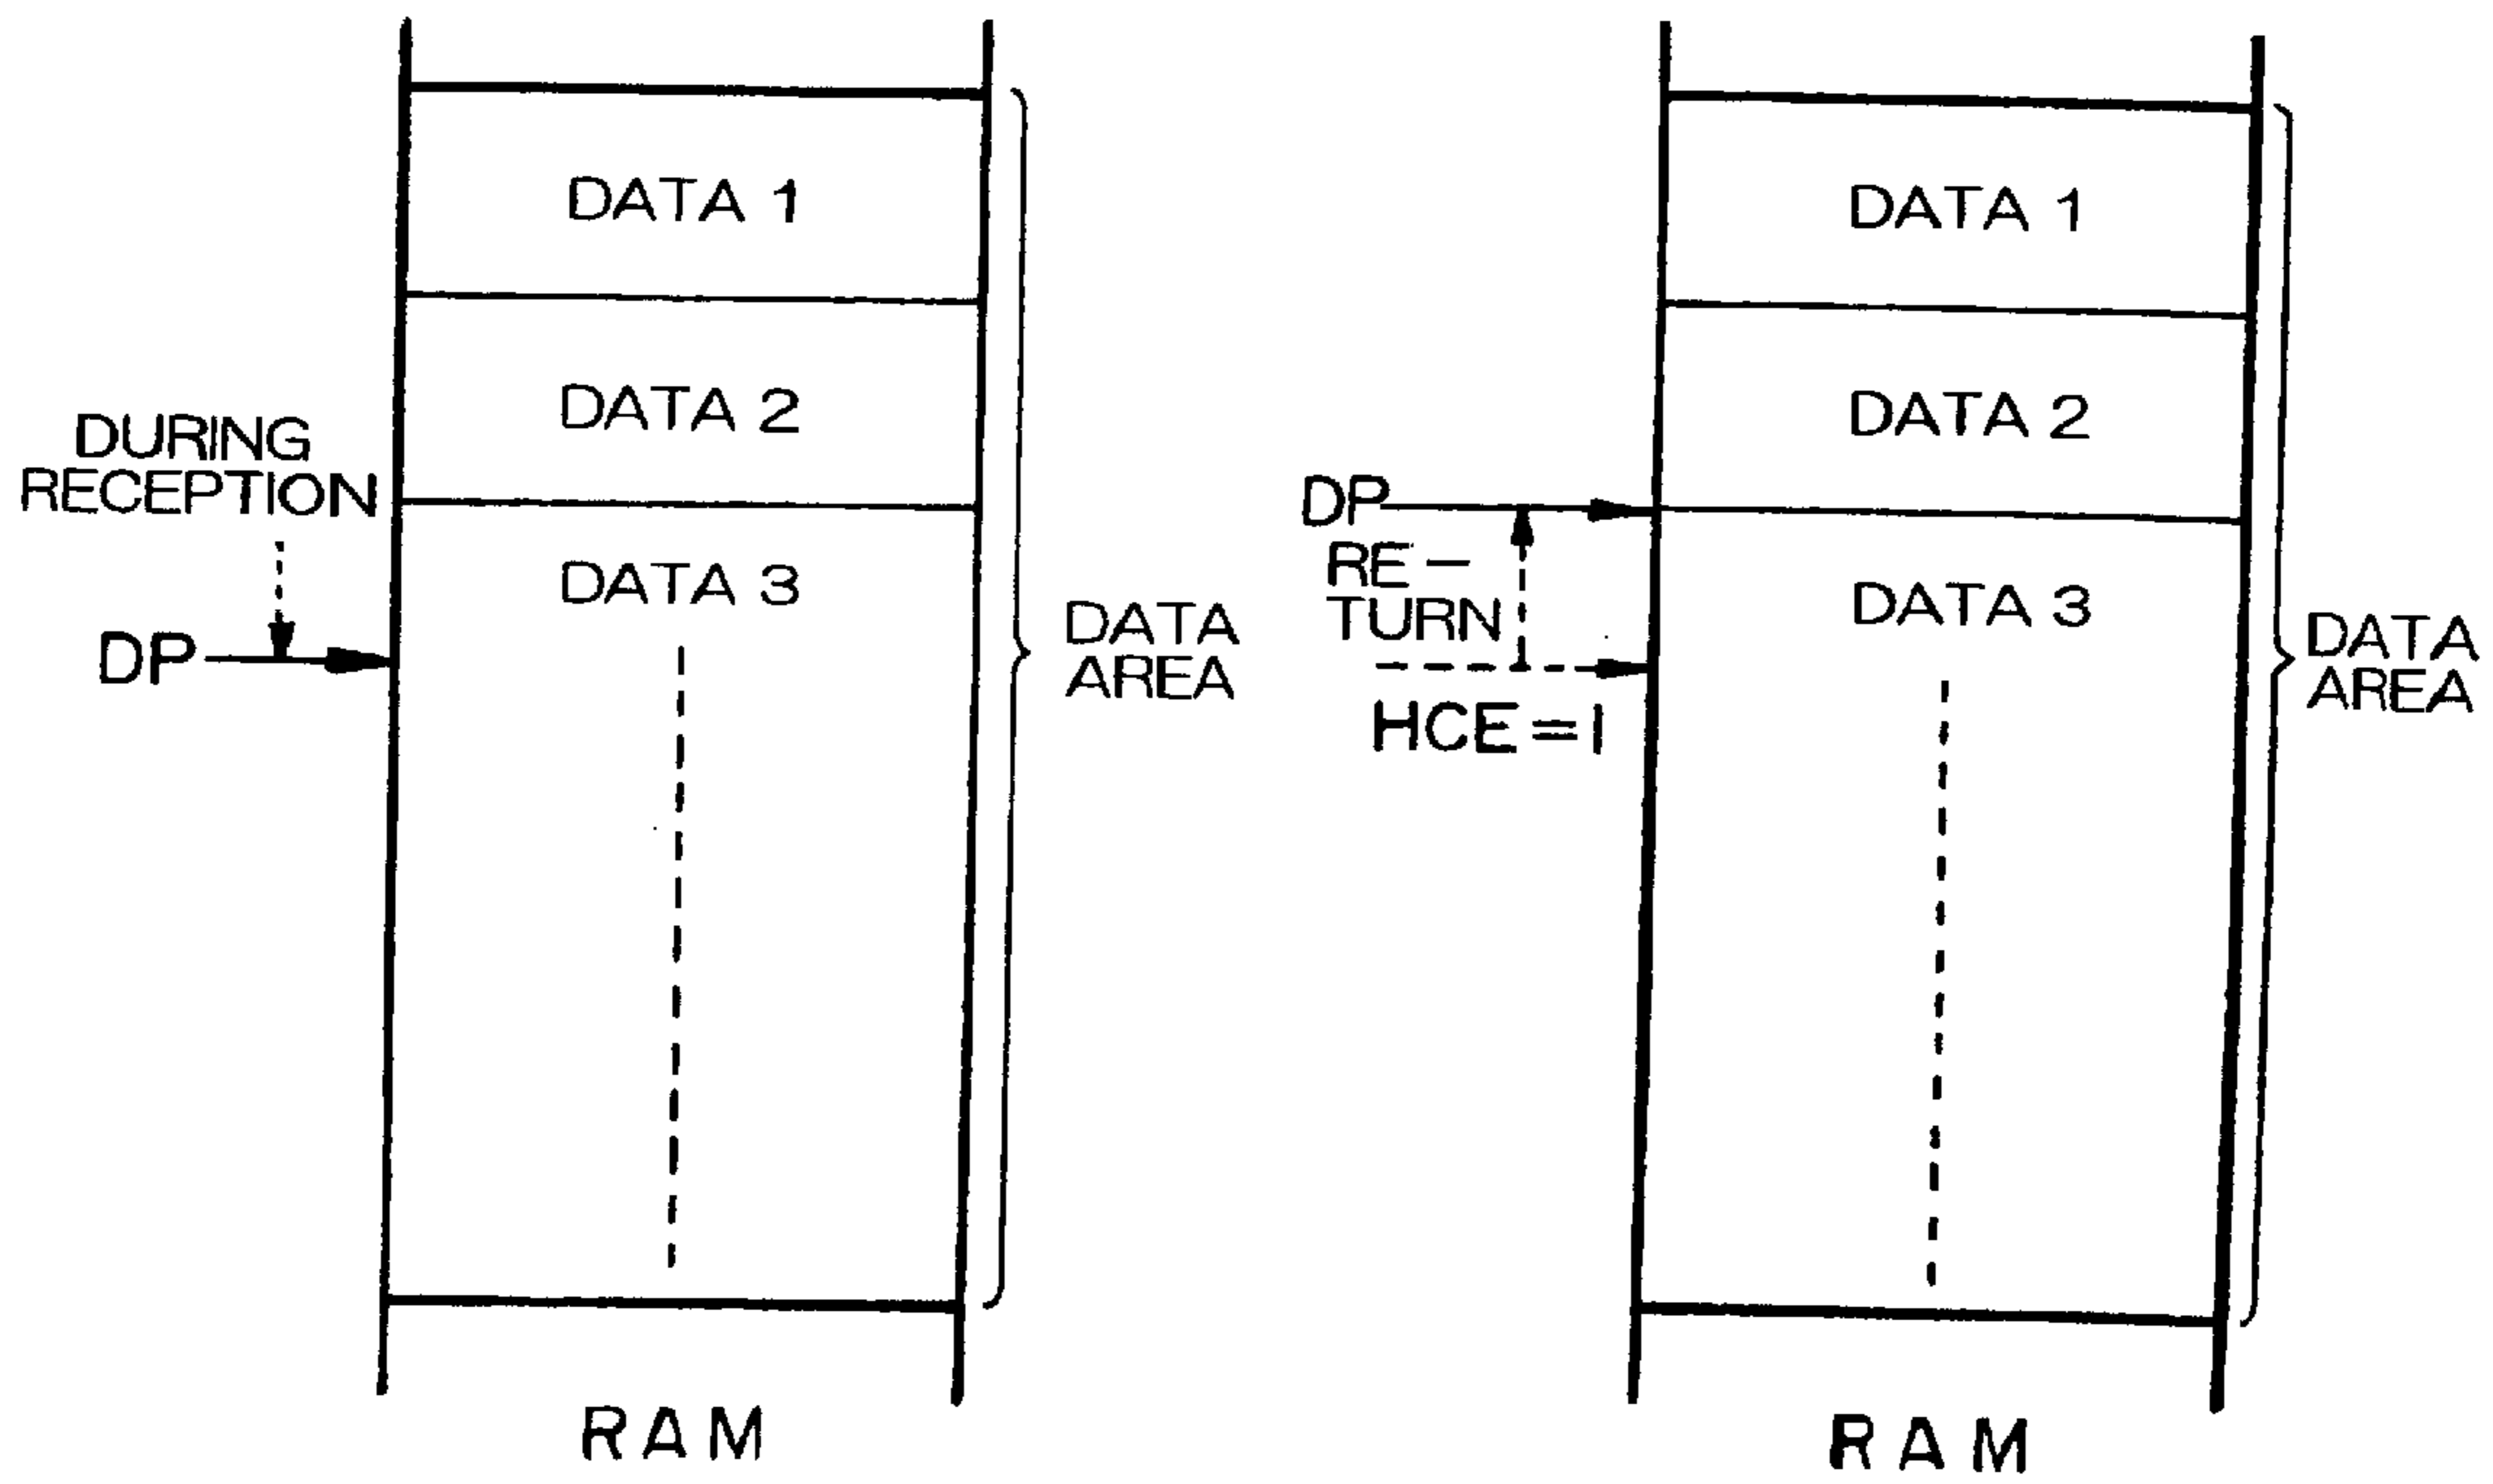 DATA 1
DATA 2
DURING
RECEPTION
DATA 3
DP
DATA
AREA
RAM
DATA 1
DATA 2
DP
RE-
TURN
DATA 3
HCE=1
DATA
AREA
RAM